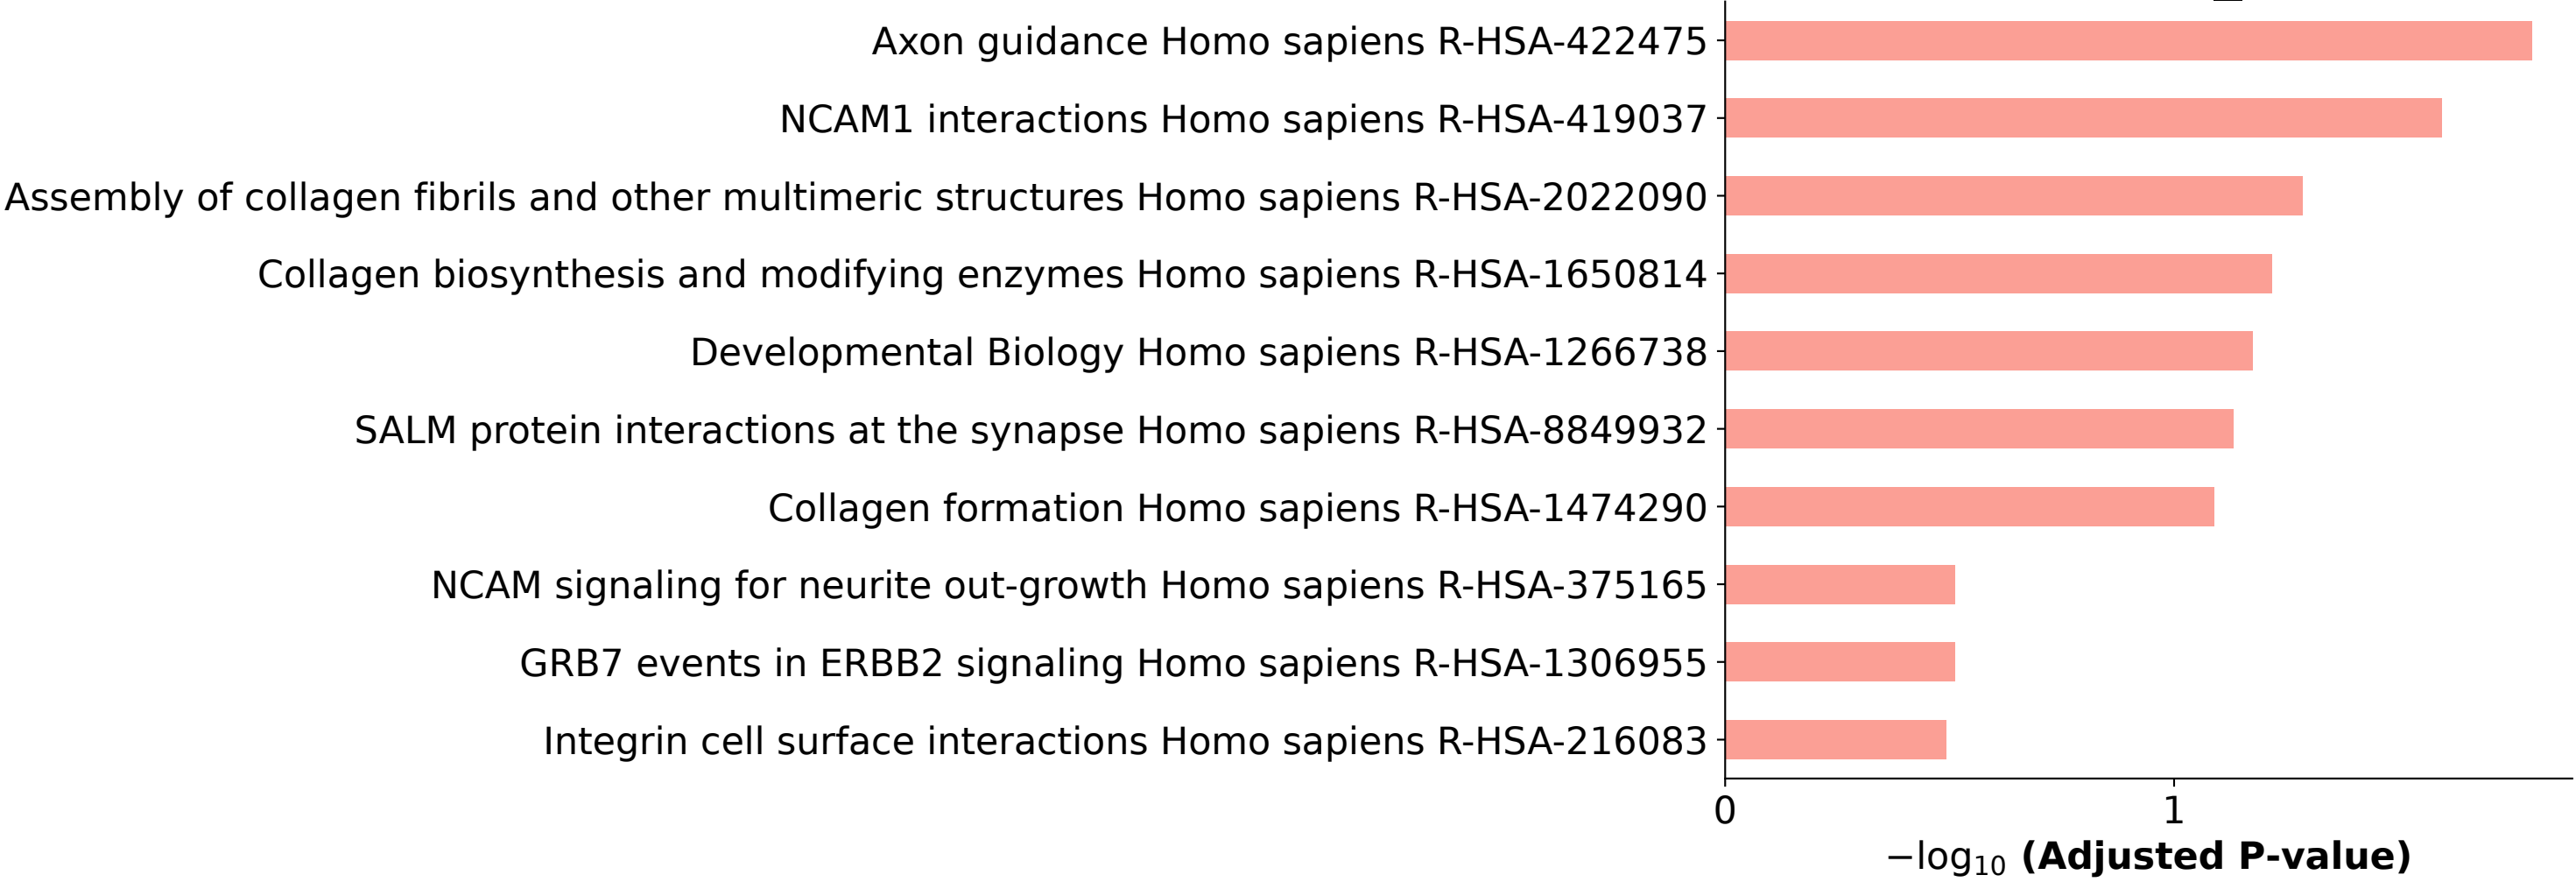 Axon guidance Homo sapiens R-HSA-422475
NCAM1 interactions Homo sapiens R-HSA-419037
Assembly of collagen fibrils and other multimeric structures Homo sapiens R-HSA-2022090
Collagen biosynthesis and modifying enzymes Homo sapiens R-HSA-1650814
Developmental Biology Homo sapiens R-HSA-1266738
SALM protein interactions at the synapse Homo sapiens R-HSA-8849932
Collagen formation Homo sapiens R-HSA-1474290
NCAM signaling for neurite out-growth Homo sapiens R-HSA-375165
GRB7 events in ERBB2 signaling Homo sapiens R-HSA-1306955
Integrin cell surface interactions Homo sapiens R-HSA-216083
0 1
−log₁₀ (Adjusted P-value)